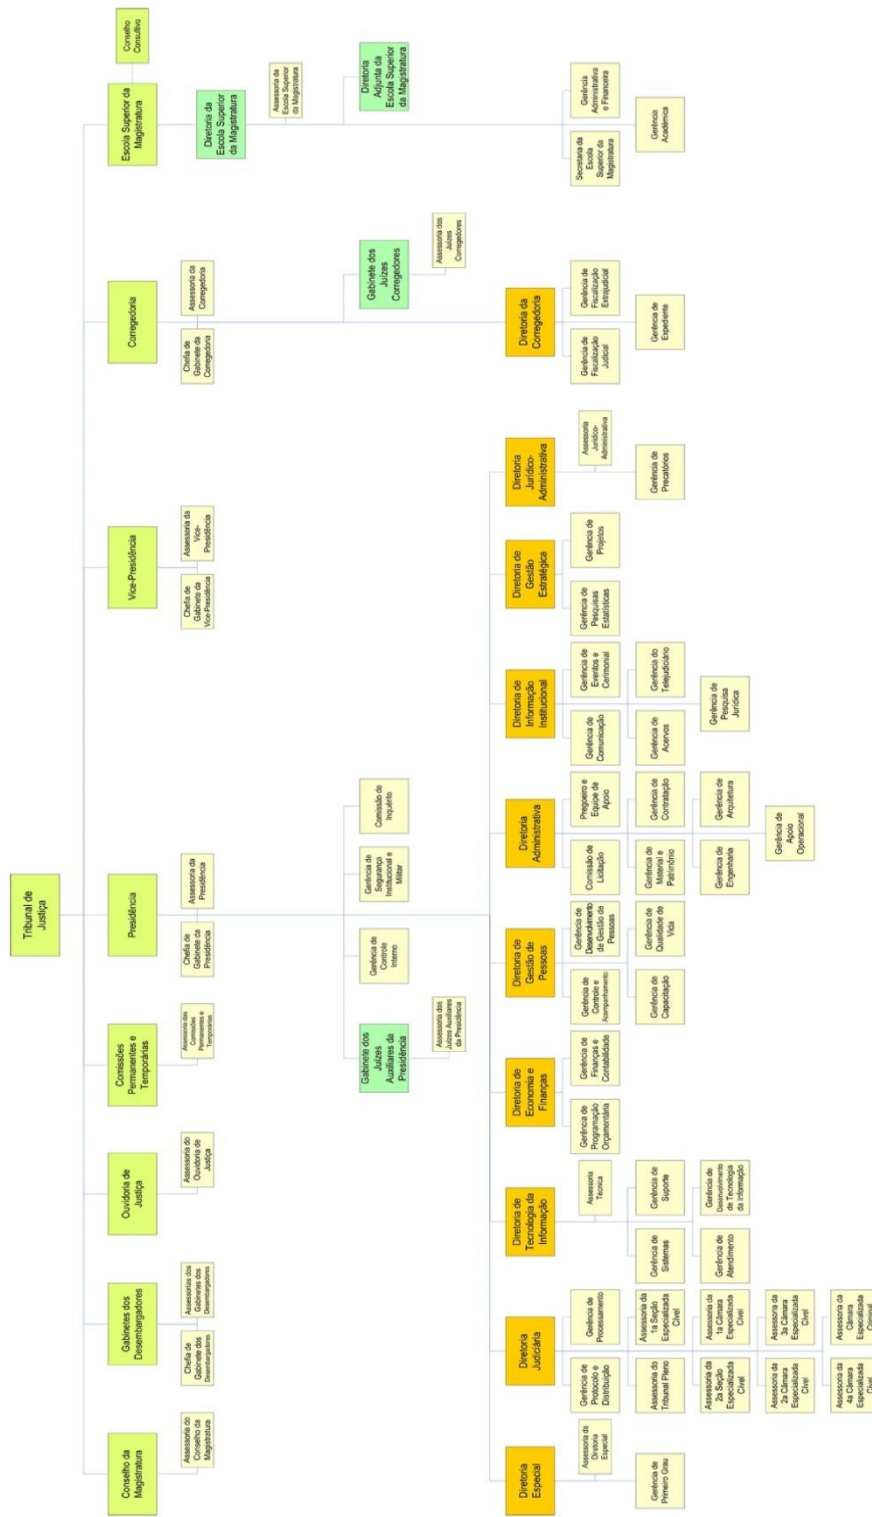 Tribunal de
Justiça
Conselho da
Magistratura
Assessoria do
Conselho da
Magistratura
Gabinetes dos
Desembargadores
Chefia de
Gabinete dos
Desembargadores
Assessorias dos
Gabinetes dos
Desembargadores
Ouvidoria de
Justiça
Assessoria do
Ouvidoria de
Justiça
Comissões
Permanentes e
Temporárias
Assessoria das
Comissões
Permanentes e
Temporárias
Presidência
Chefia de
Gabinete da
Presidência
Assessoria da
Presidência
Vice-Presidência
Chefia de
Gabinete da
Vice-Presidência
Assessoria da
Vice-
Presidência
Corregedoria
Chefia de
Gabinete da
Corregedoria
Assessoria da
Corregedoria
Escola Superior da
Magistratura
Conselho
Consultivo
Diretoria da
Escola Superior
da Magistratura
Assessoria da
Escola Superior
da Magistratura
Gabinete dos
Juízes
Auxiliares da
Presidência
Assessoria dos
Juízes Auxiliares
da Presidência
Gerência de
Controle
Interno
Gerência de
Segurança
Institucional e
Militar
Comissão de
Inquérito
Gabinete dos
Juízes
Corregedores
Assessoria dos
Juízes
Corregedores
Diretoria
Adjunta da
Escola Superior
da Magistratura
Diretoria
Especial
Assessoria da
Diretoria
Especial
Gerência de
Primeiro Grau
Diretoria
Judiciária
Gerência de
Protocolo e
Distribuição
Gerência de
Processamento
Assessoria do
Tribunal Pleno
Assessoria da
1a Seção
Especializada
Cível
Assessoria da
2a Seção
Especializada
Cível
Assessoria da
1a Câmara
Especializada
Cível
Assessoria da
2a Câmara
Especializada
Cível
Assessoria da
3a Câmara
Especializada
Cível
Assessoria da
4a Câmara
Especializada
Cível
Assessoria da
Câmara
Especializada
Criminal
Diretoria de
Tecnologia da
Informação
Assessoria
Técnica
Gerência de
Sistemas
Gerência de
Suporte
Gerência de
Atendimento
Gerência de
Desenvolvimento
de Tecnologia
da Informação
Diretoria de
Economia e
Finanças
Gerência de
Programação
Orçamentária
Gerência de
Finanças e
Contabilidade
Diretoria de
Gestão de
Pessoas
Gerência de
Controle e
Acompanhamento
Gerência de
Desenvolvimento
de Gestão de
Pessoas
Gerência de
Capacitação
Gerência de
Qualidade de
Vida
Diretoria
Administrativa
Comissão de
Licitação
Pregoeiro e
Equipe de
Apoio
Gerência de
Material e
Patrimônio
Gerência de
Contratação
Gerência de
Engenharia
Gerência de
Arquitetura
Gerência de
Apoio
Operacional
Diretoria de
Informação
Institucional
Gerência de
Comunicação
Gerência de
Eventos e
Cerimonial
Gerência de
Acervos
Gerência do
Telejudiciário
Gerência de
Pesquisa
Jurídica
Diretoria de
Gestão
Estratégica
Gerência de
Pesquisas
Estatísticas
Gerência de
Projetos
Diretoria
Jurídico-
Administrativa
Assessoria
Jurídico-
Administrativa
Gerência de
Precatórios
Diretoria da
Corregedoria
Gerência de
Fiscalização
Judicial
Gerência de
Fiscalização
Extrajudicial
Gerência de
Expediente
Secretaria da
Escola
Superior da
Magistratura
Gerência
Administrativa
e Financeira
Gerência
Acadêmica